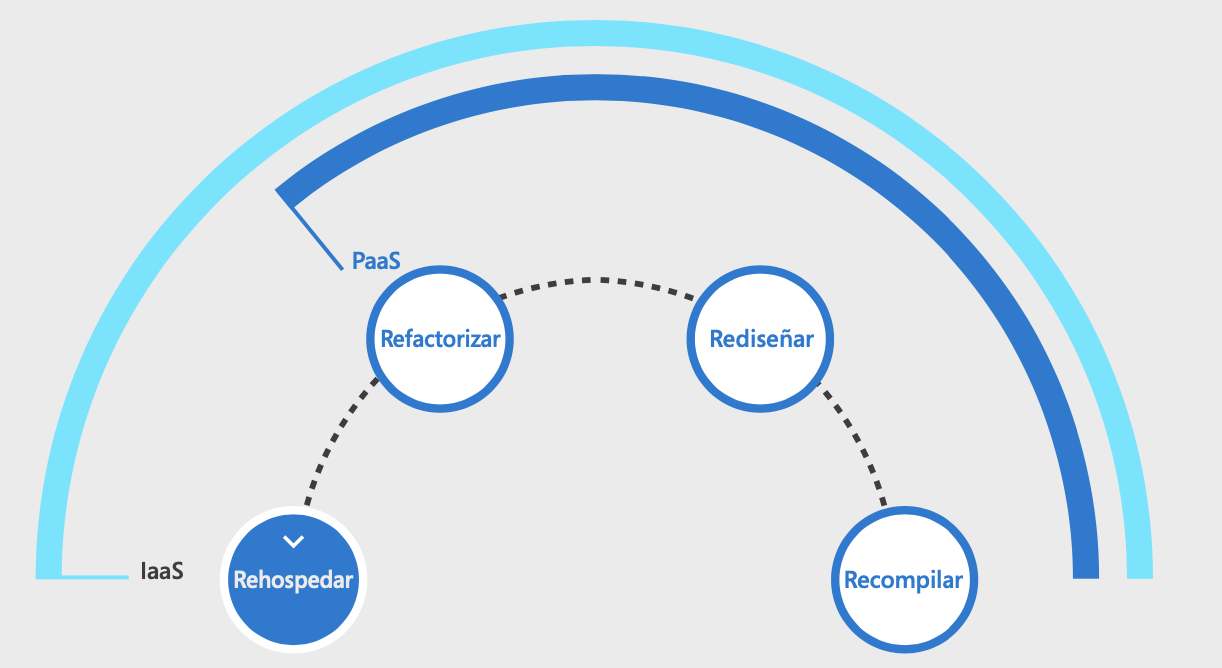 PaaS
Refactorizar
Rediseñar
IaaS
Rehospedar
Recompilar